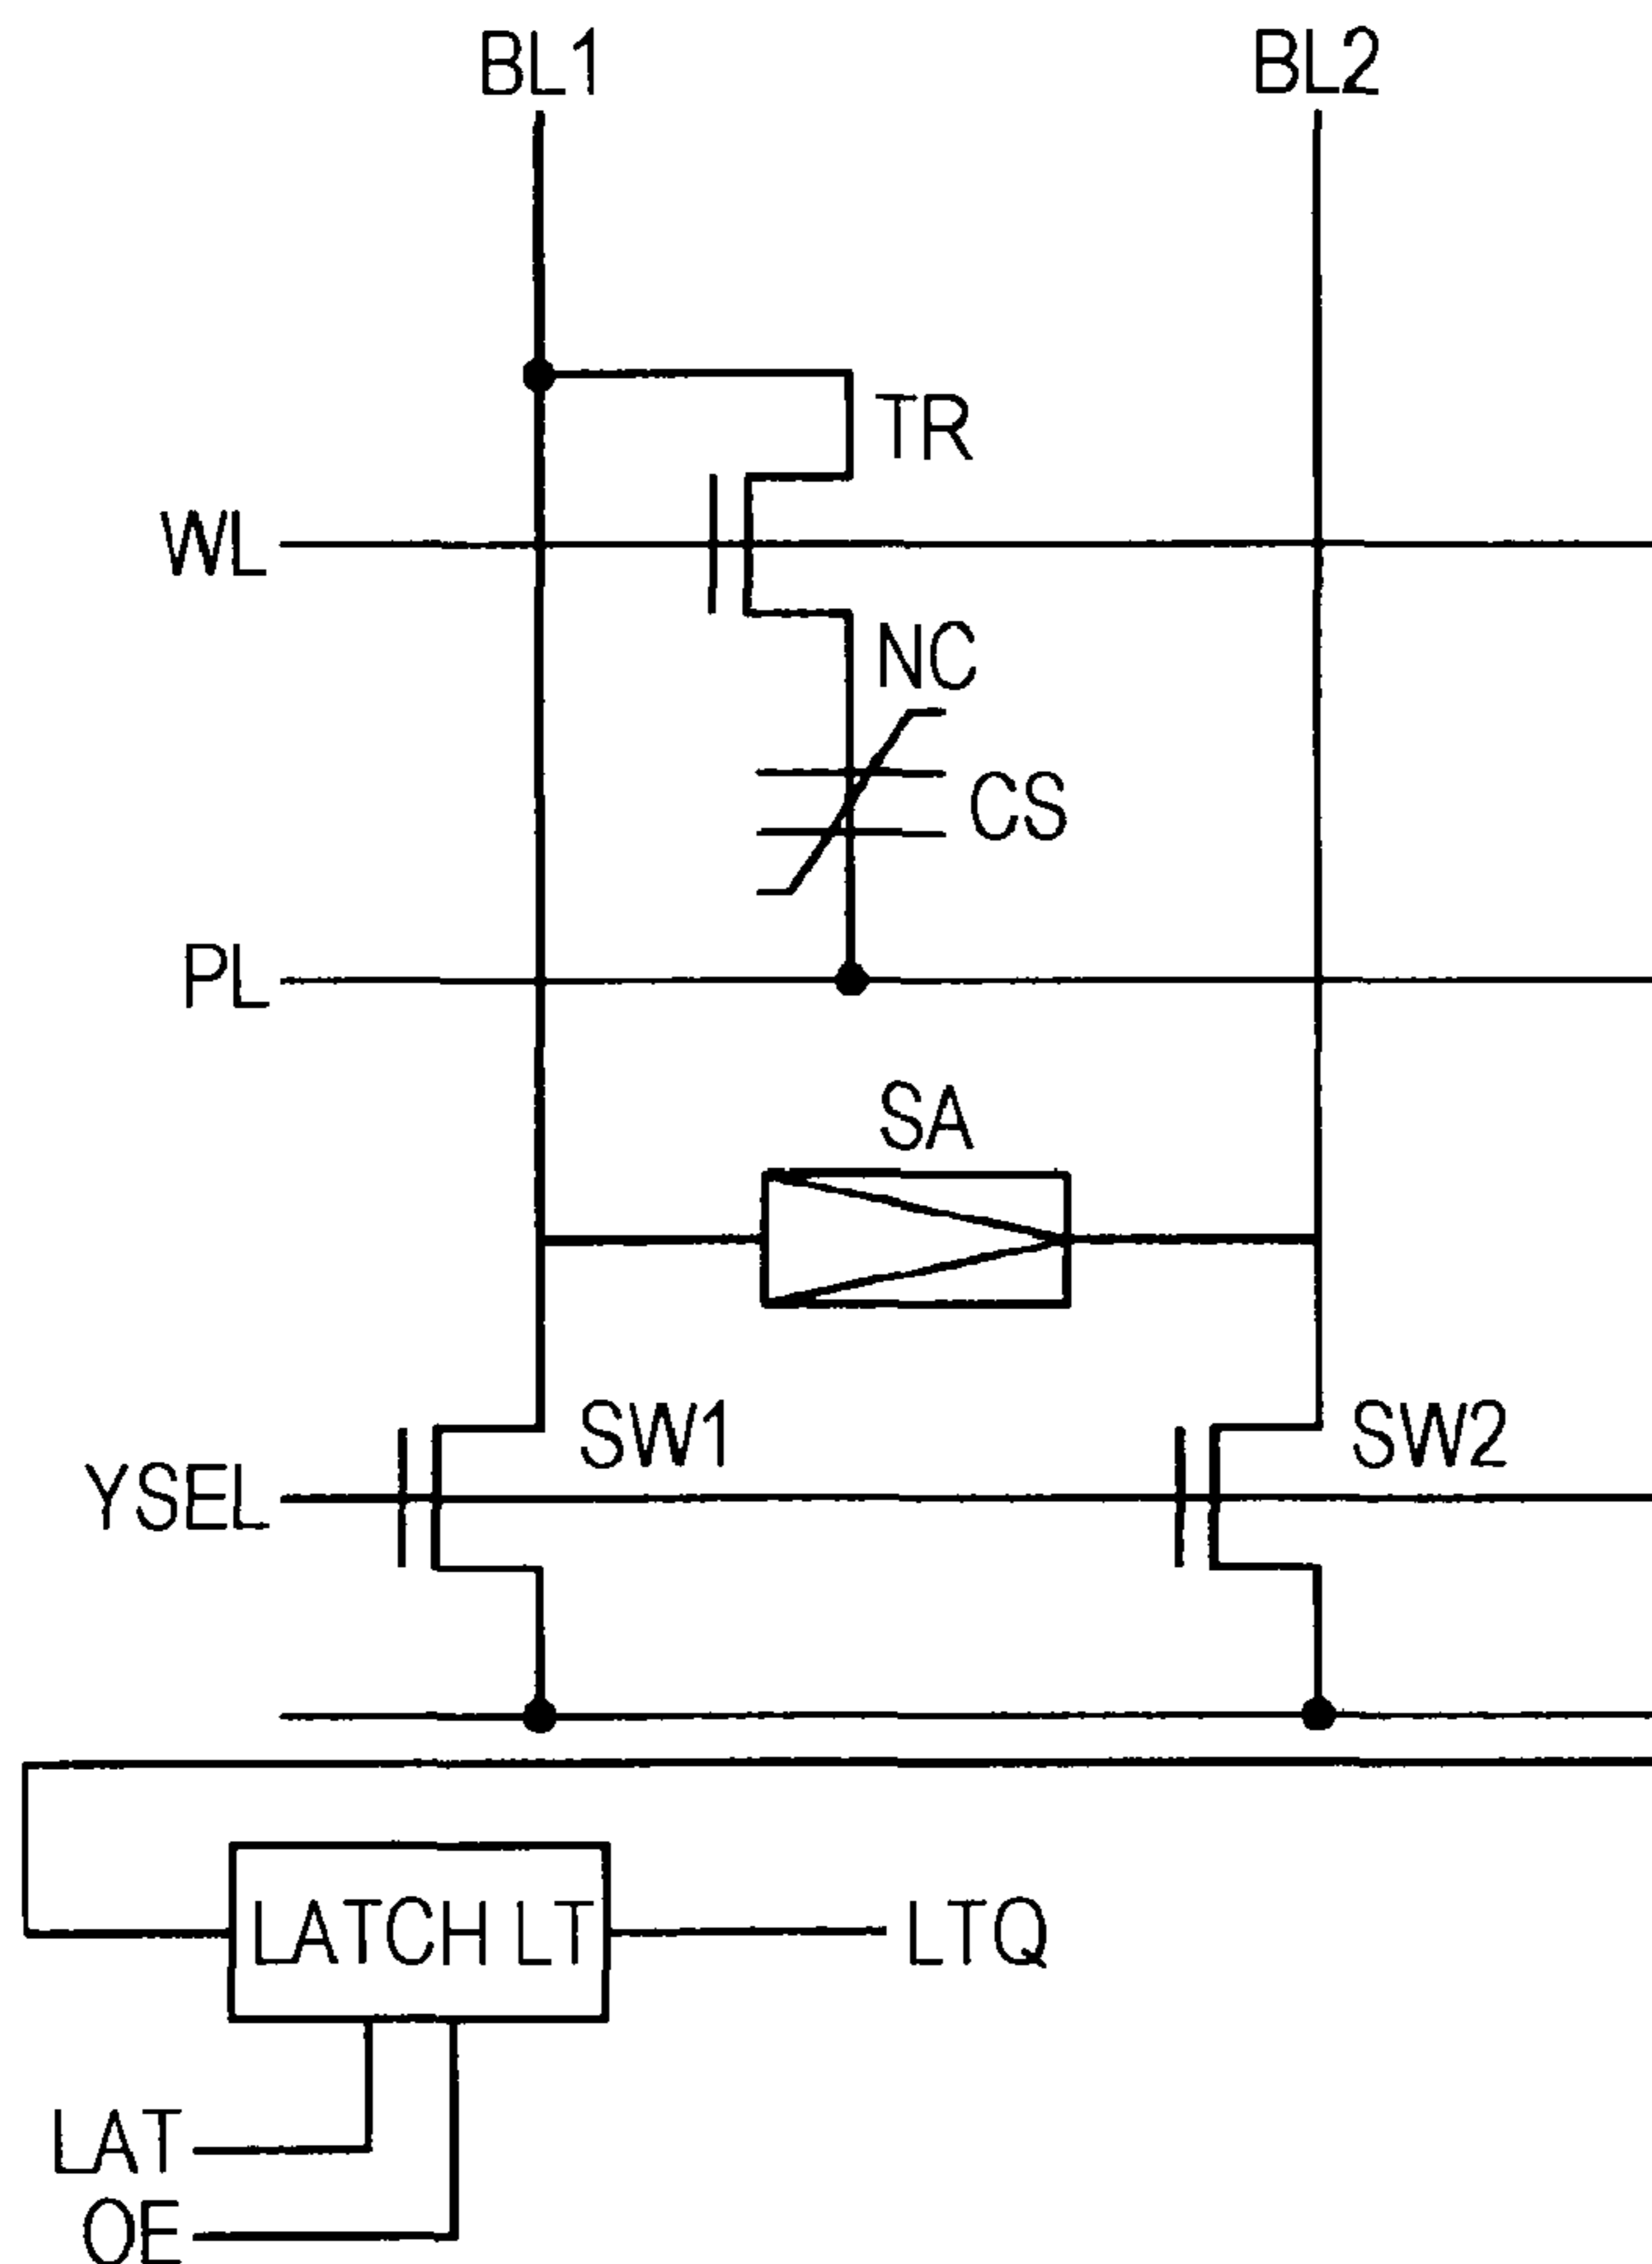 BL1 BL2
TR
WL
NC
CS
PL
SA
SW1 SW2
YSEL
LATCH LT LTQ
LAT
OE